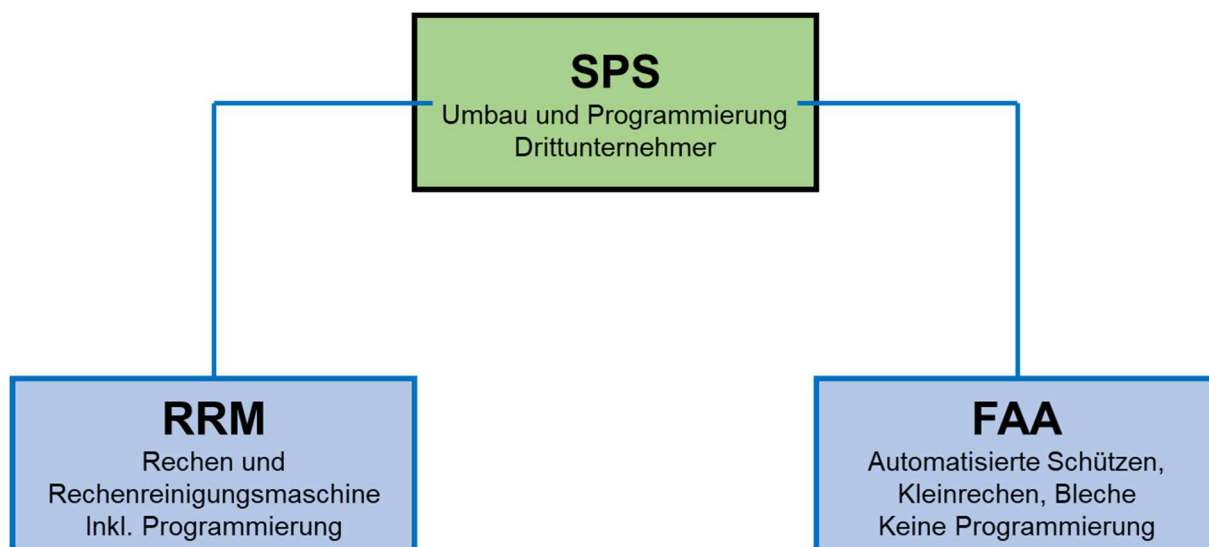 SPS
Umbau und Programmierung
Drittunternehmer
RRM
Rechen und
Rechenreinigungsmaschine
Inkl. Programmierung
FAA
Automatisierte Schützen,
Kleinrechen, Bleche
Keine Programmierung